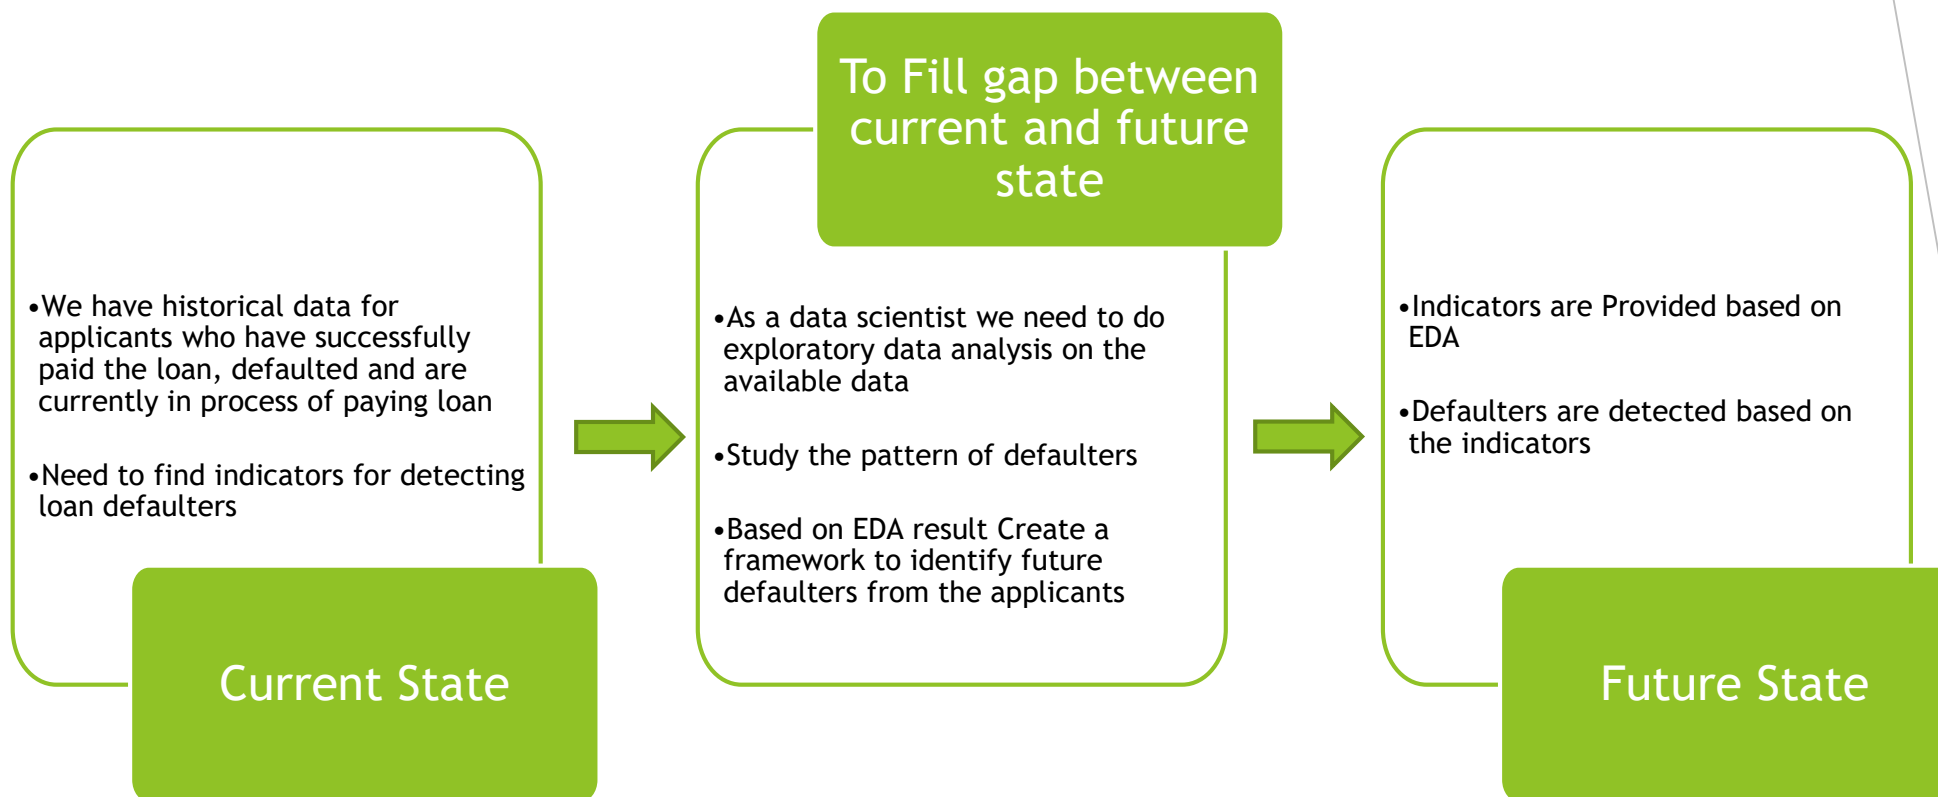 •We have historical data for
applicants who have successfully
paid the loan, defaulted and are
currently in process of paying loan
•Need to find indicators for detecting
loan defaulters
Current State
To Fill gap between
current and future
state
•As a data scientist we need to do
exploratory data analysis on the
available data
•Study the pattern of defaulters
•Based on EDA result Create a
framework to identify future
defaulters from the applicants
•Indicators are Provided based on
EDA
•Defaulters are detected based on
the indicators
Future State